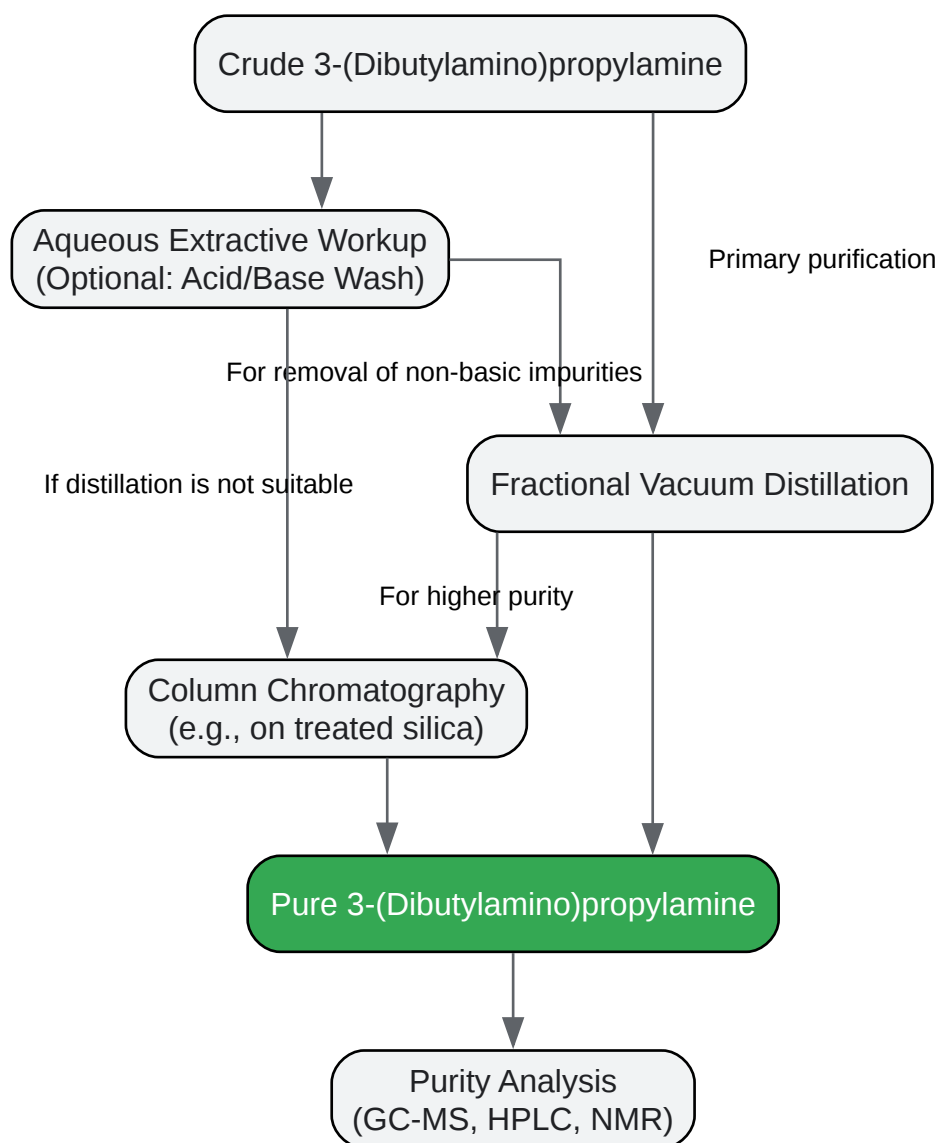 Crude 3-(Dibutylamino)propylamine
Aqueous Extractive Workup
(Optional: Acid/Base Wash)
Primary purification
For removal of non-basic impurities
If distillation is not suitable
Fractional Vacuum Distillation
For higher purity
Column Chromatography
(e.g., on treated silica)
Pure 3-(Dibutylamino)propylamine
Purity Analysis
(GC-MS, HPLC, NMR)